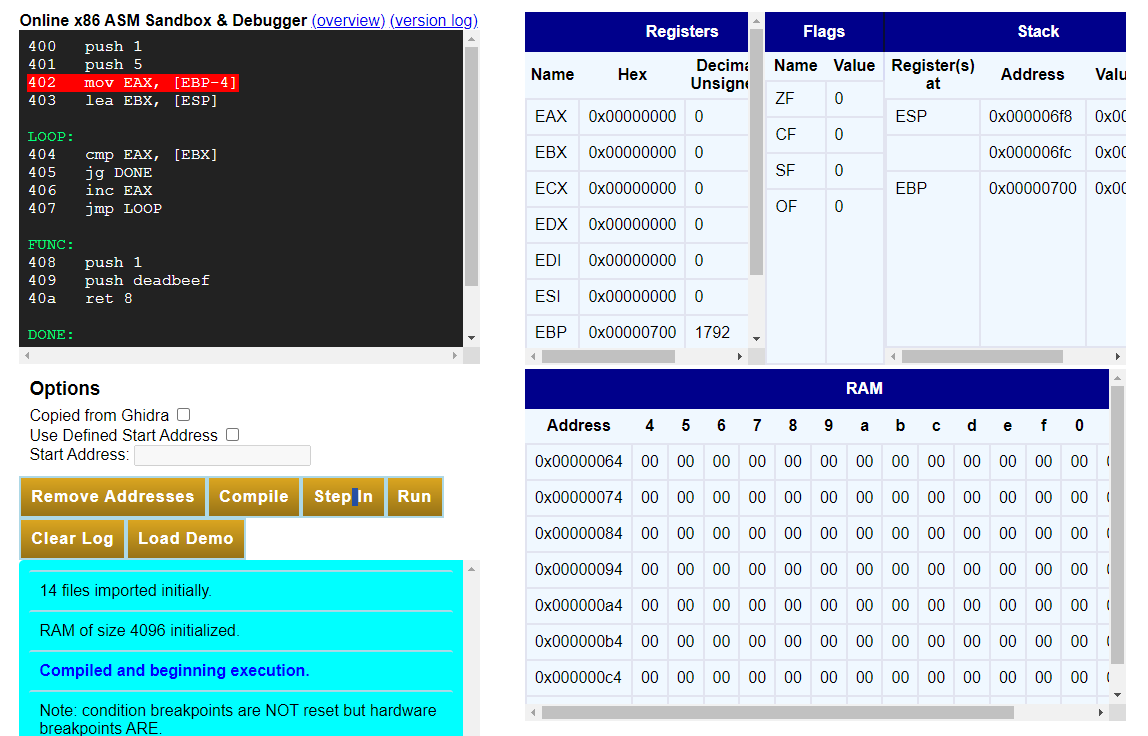 Online x86 ASM Sandbox & Debugger (overview) (version log)
400 push 1
401 push 5
402 mov EAX, [EBP-4]
403 lea EBX, [ESP]
LOOP:
404 cmp EAX, [EBX]
405 jg DONE
406 inc EAX
407 jmp LOOP
FUNC:
408 push 1
409 push deadbeef
40a ret 8
DONE:
Options
Copied from Ghidra
Use Defined Start Address
Start Address:
Remove Addresses Compile Step In Run
Clear Log Load Demo
14 files imported initially.
RAM of size 4096 initialized.
Compiled and beginning execution.
Note: condition breakpoints are NOT reset but hardware
breakpoints ARE.
Registers
Name Hex Decima
Unsigne
EAX 0x00000000 0
EBX 0x00000000 0
ECX 0x00000000 0
EDX 0x00000000 0
EDI 0x00000000 0
ESI 0x00000000 0
EBP 0x00000700 1792
Flags
Name Value
ZF 0
CF 0
SF 0
OF 0
Stack
Register(s)
at Address Valu
ESP 0x000006f8 0x00
0x000006fc 0x00
EBP 0x00000700 0x00
RAM
Address 4 5 6 7 8 9 a b c d e f 0
0x00000064 00 00 00 00 00 00 00 00 00 00 00 00 00
0x00000074 00 00 00 00 00 00 00 00 00 00 00 00 00
0x00000084 00 00 00 00 00 00 00 00 00 00 00 00 00
0x00000094 00 00 00 00 00 00 00 00 00 00 00 00 00
0x000000a4 00 00 00 00 00 00 00 00 00 00 00 00 00
0x000000b4 00 00 00 00 00 00 00 00 00 00 00 00 00
0x000000c4 00 00 00 00 00 00 00 00 00 00 00 00 00